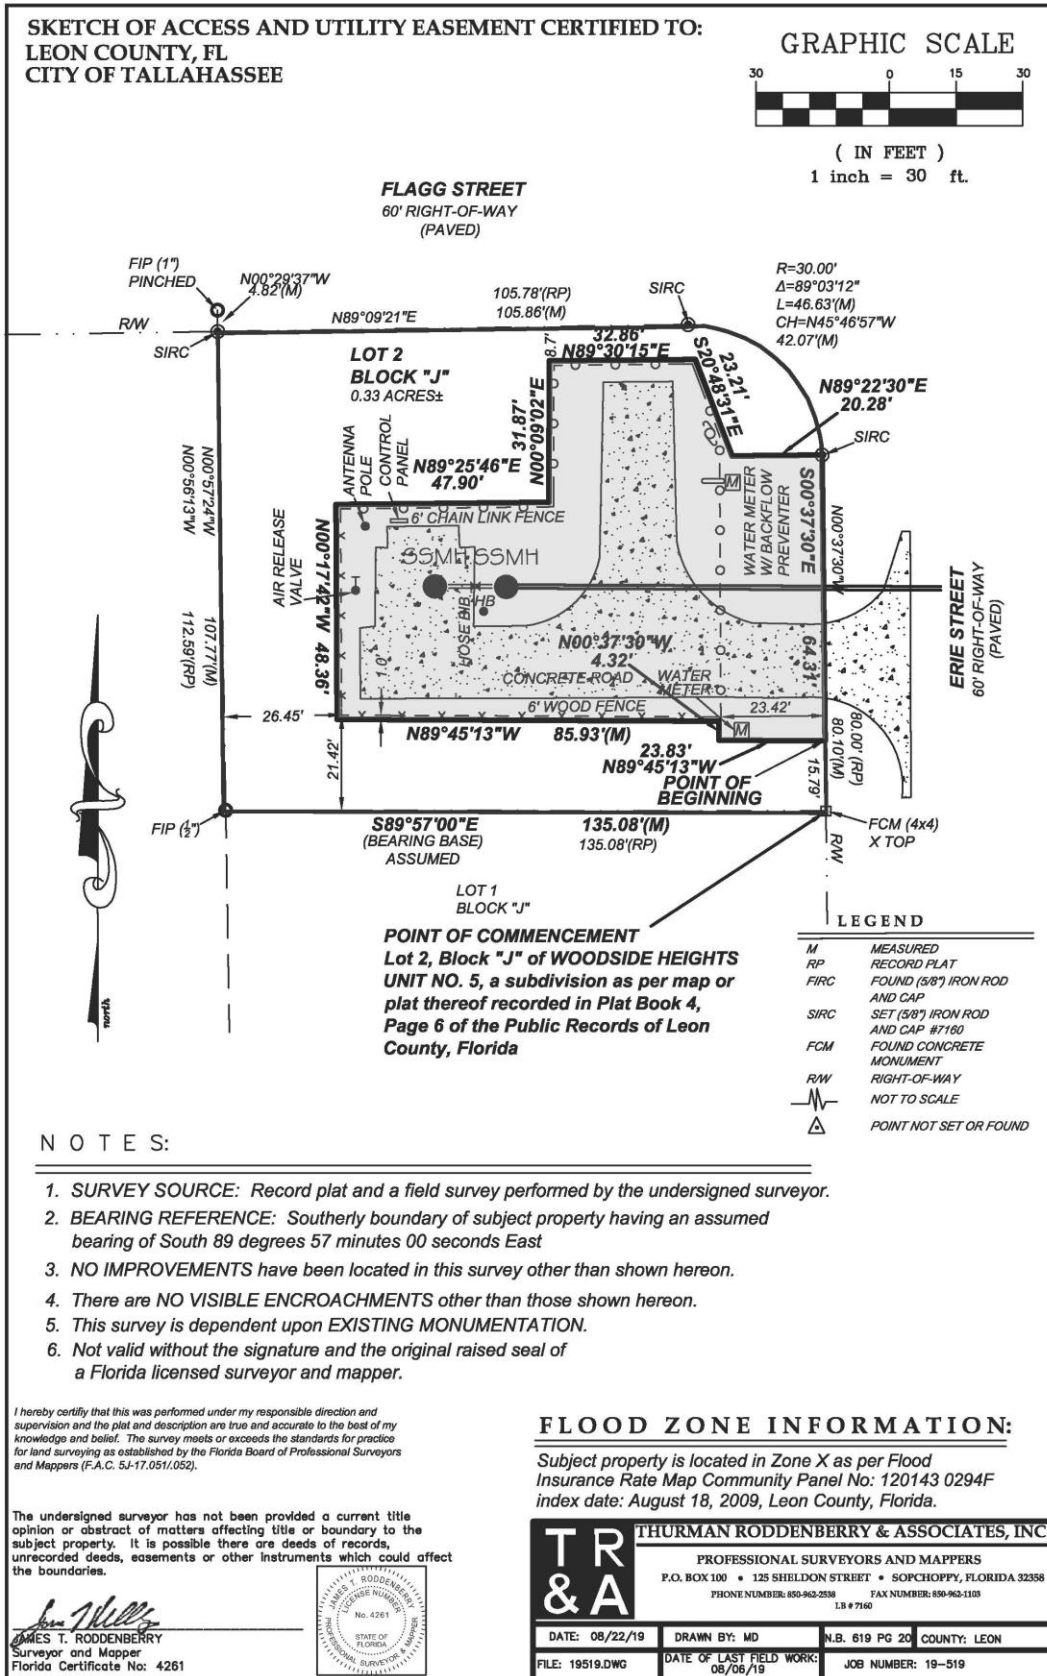 SKETCH OF ACCESS AND UTILITY EASEMENT CERTIFIED TO:
LEON COUNTY, FL
CITY OF TALLAHASSEE
GRAPHIC SCALE
30 0 15 30
( IN FEET )
1 inch = 30 ft.
FLAGG STREET
60' RIGHT-OF-WAY
(PAVED)
FIP (1")
PINCHED
N00°29'37"W
4.82'(M)
R/W
SIRC
N89°09'21"E
105.78'(RP)
105.86'(M)
SIRC
R=30.00'
Δ=89°03'12"
L=46.63'(M)
CH=N45°46'57"W
42.07'(M)
LOT 2
BLOCK "J"
0.33 ACRES±
8.7'
32.86'
N89°30'15"E
23.21'
S20°48'31"E
N89°22'30"E
20.28'
SIRC
31.87'
N00°09'02"E
ANTENNA
POLE
CONTROL
PANEL
N89°25'46"E
47.90'
6' CHAIN LINK FENCE
M
WATER METER
W/BACKFLOW
PREVENTER
S00°37'30"E
64.31'
N00°37'30"W
N00°57'24"W
N00°56'13"W
107.77'(M)
112.59'(RP)
AIR RELEASE
VALVE
N00°17'42"W 48.36'
SSMH SSMH
HB
HOSE BIB
1.0'
N00°37'30"W
4.32'
CONCRETE ROAD
WATER
METER
6' WOOD FENCE
M
23.42'
ERIE STREET
60' RIGHT-OF-WAY
(PAVED)
26.45'
N89°45'13"W 85.93'(M)
21.42'
23.83'
N89°45'13"W
POINT OF
BEGINNING
80.00'(RP)
80.10'(M)
15.79'
FIP (½")
S89°57'00"E 135.08'(M)
(BEARING BASE) 135.08'(RP)
ASSUMED
FCM (4x4)
X TOP
R/W
LOT 1
BLOCK "J"
POINT OF COMMENCEMENT
Lot 2, Block "J" of WOODSIDE HEIGHTS
UNIT NO. 5, a subdivision as per map or
plat thereof recorded in Plat Book 4,
Page 6 of the Public Records of Leon
County, Florida
north
LEGEND
M MEASURED
RP RECORD PLAT
FIRC FOUND (5/8") IRON ROD
AND CAP
SIRC SET (5/8") IRON ROD
AND CAP #7160
FCM FOUND CONCRETE
MONUMENT
R/W RIGHT-OF-WAY
NOT TO SCALE
POINT NOT SET OR FOUND
NOTES:
1. SURVEY SOURCE: Record plat and a field survey performed by the undersigned surveyor.
2. BEARING REFERENCE: Southerly boundary of subject property having an assumed
bearing of South 89 degrees 57 minutes 00 seconds East
3. NO IMPROVEMENTS have been located in this survey other than shown hereon.
4. There are NO VISIBLE ENCROACHMENTS other than those shown hereon.
5. This survey is dependent upon EXISTING MONUMENTATION.
6. Not valid without the signature and the original raised seal of
a Florida licensed surveyor and mapper.
I hereby certifiy that this was performed under my responsible direction and
supervision and the plat and description are true and accurate to the best of my
knowledge and belief. The survey meets or exceeds the standards for practice
for land surveying as established by the Florida Board of Professional Surveyors
and Mappers (F.A.C. 5J-17.051/.052).
The undersigned surveyor has not been provided a current title
opinion or abstract of matters affecting title or boundary to the
subject property. It is possible there are deeds of records,
unrecorded deeds, easements or other instruments which could affect
the boundaries.
JAMES T. RODDENBERRY
Surveyor and Mapper
Florida Certificate No: 4261
JAMES T. RODDENBERRY
LICENSE NUMBER
No. 4261
STATE OF
FLORIDA
PROFESSIONAL SURVEYOR & MAPPER
FLOOD ZONE INFORMATION:
Subject property is located in Zone X as per Flood
Insurance Rate Map Community Panel No: 120143 0294F
index date: August 18, 2009, Leon County, Florida.
TR
&A
THURMAN RODDENBERRY & ASSOCIATES, INC
PROFESSIONAL SURVEYORS AND MAPPERS
P.O. BOX 100 • 125 SHELDON STREET • SOPCHOPPY, FLORIDA 32358
PHONE NUMBER: 850-962-2538 FAX NUMBER: 850-962-1103
LB # 7160
DATE: 08/22/19 DRAWN BY: MD N.B. 619 PG 20 COUNTY: LEON
FILE: 19519.DWG DATE OF LAST FIELD WORK: 08/06/19 JOB NUMBER: 19-519